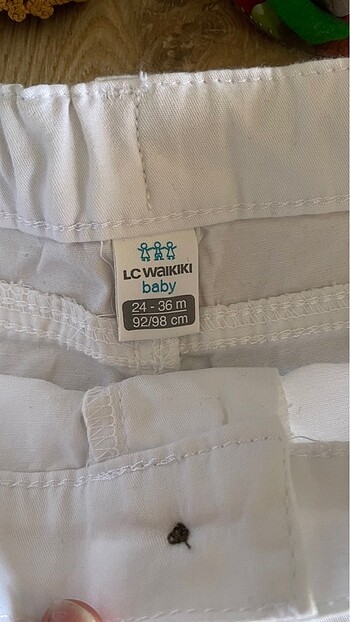 LC WAIKIKI
baby
24 - 36 m
92/98 cm